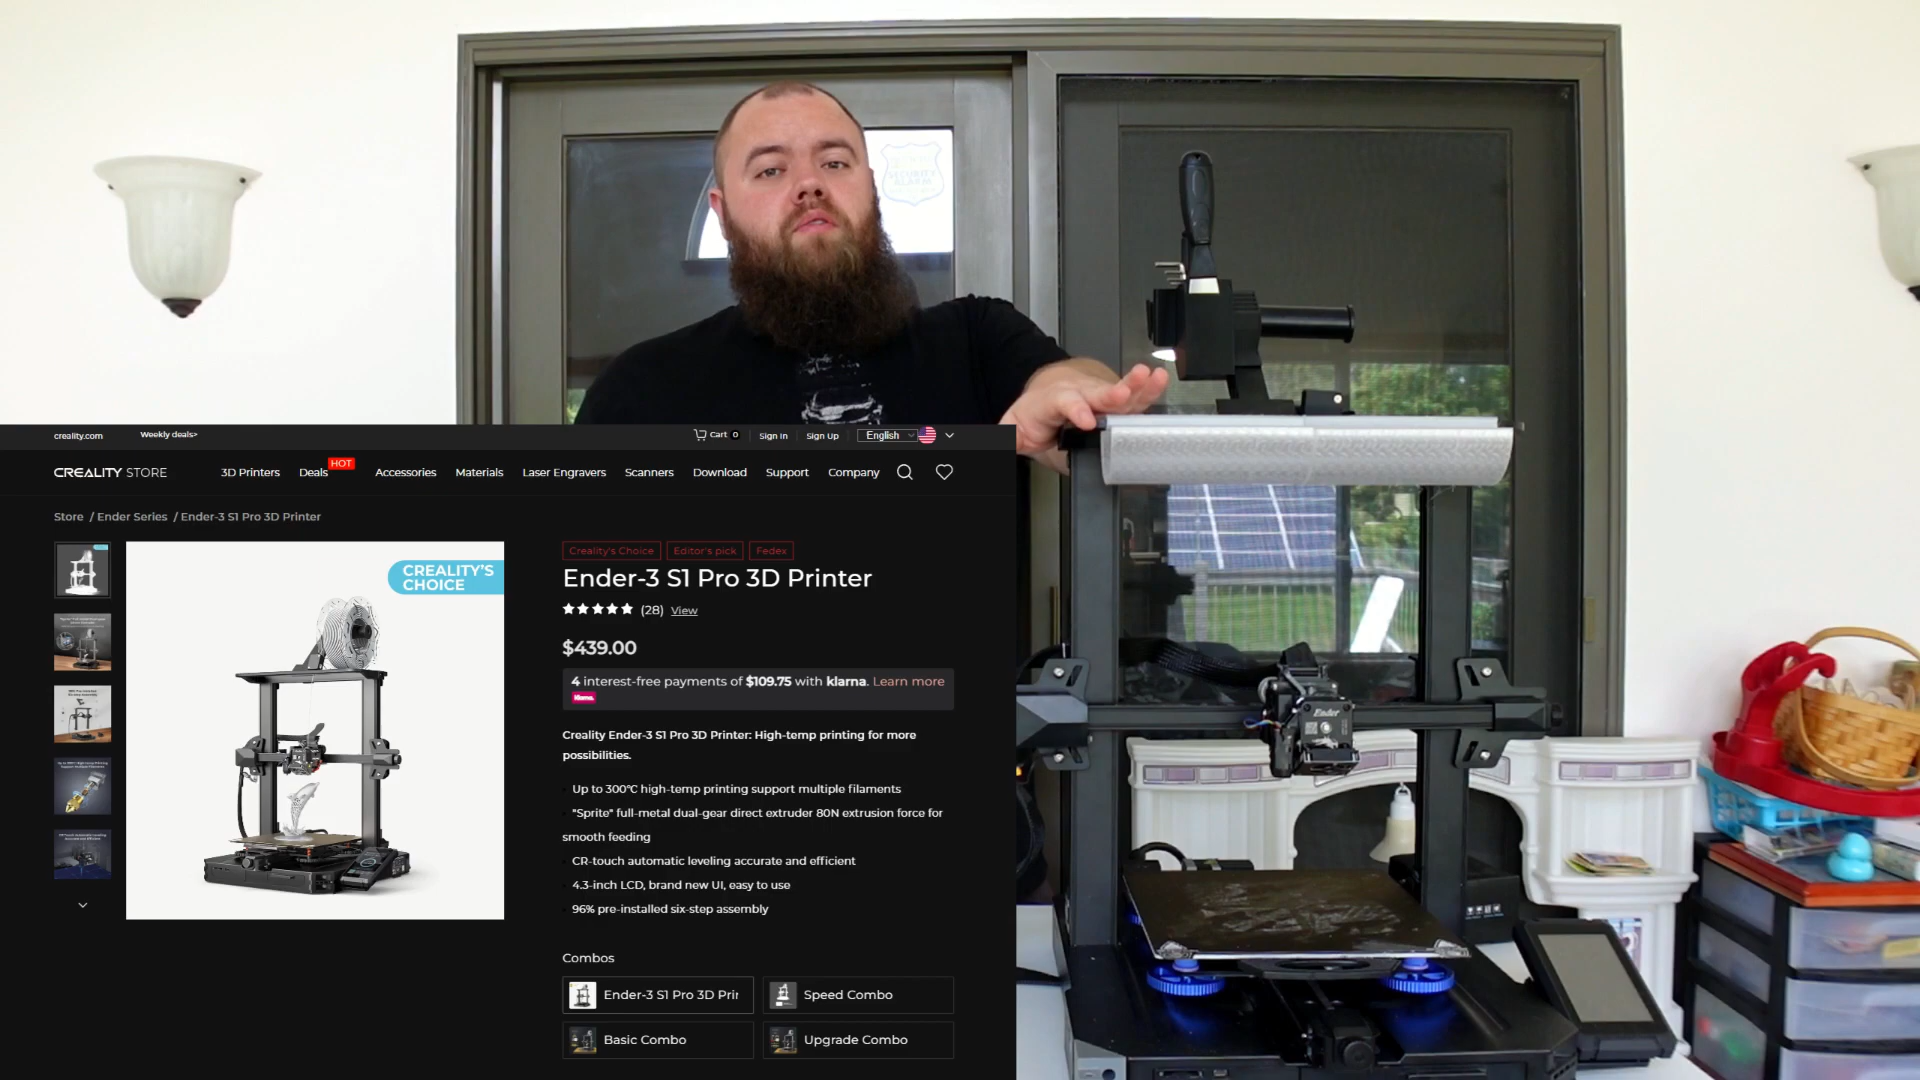 SECURITY
ALARM
creality.com
Weekly deals>
Cart 0
Sign In
Sign Up
English
CREALITY STORE
3D Printers
Deals
HOT
Accessories
Materials
Laser Engravers
Scanners
Download
Support
Company
Store / Ender Series / Ender-3 S1 Pro 3D Printer
CREALITY'S
CHOICE
Creality's Choice
Editor's pick
Fedex
Ender-3 S1 Pro 3D Printer
(28) View
$439.00
4 interest-free payments of $109.75 with klarna. Learn more
Klarna.
Creality Ender-3 S1 Pro 3D Printer: High-temp printing for more
possibilities.
Up to 300℃ high-temp printing support multiple filaments
"Sprite" full-metal dual-gear direct extruder 80N extrusion force for
smooth feeding
CR-touch automatic leveling accurate and efficient
4.3-inch LCD, brand new UI, easy to use
96% pre-installed six-step assembly
Combos
Ender-3 S1 Pro 3D Prir
Speed Combo
Basic Combo
Upgrade Combo
Ender